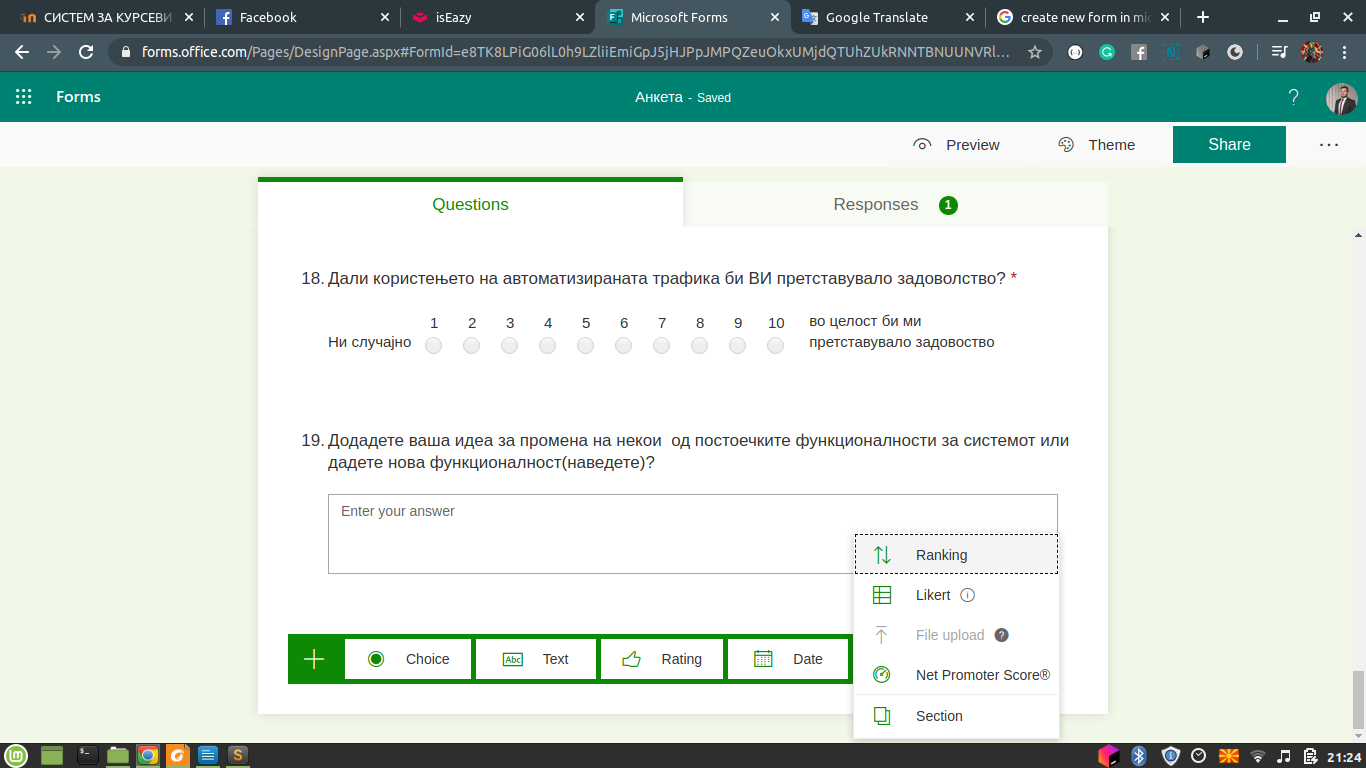 СИСТЕМ ЗА КУРСЕВИ
Facebook
isEazy
Microsoft Forms
Google Translate
create new form in mic
forms.office.com/Pages/DesignPage.aspx#FormId=e8TK8LPiG06lL0h9LZliiEmiGpJ5jHJPpJMPQZeuOkxUMjdQTUhZUkRNNTBNUUNVRl...
Forms
Анкета - Saved
?
Preview
Theme
Share
...
Questions
Responses 1
18. Дали користењето на автоматизираната трафика би ВИ претставувало задоволство? *
1 2 3 4 5 6 7 8 9 10
Ни случајно
во целост би ми
претставувало задовоство
19. Додадете ваша идеа за промена на некои од постоечките функционалности за системот или
дадете нова функционалност(наведете)?
Enter your answer
Ranking
Likert
File upload
Net Promoter Score®
Section
Choice
Abc Text
Rating
Date
21:24